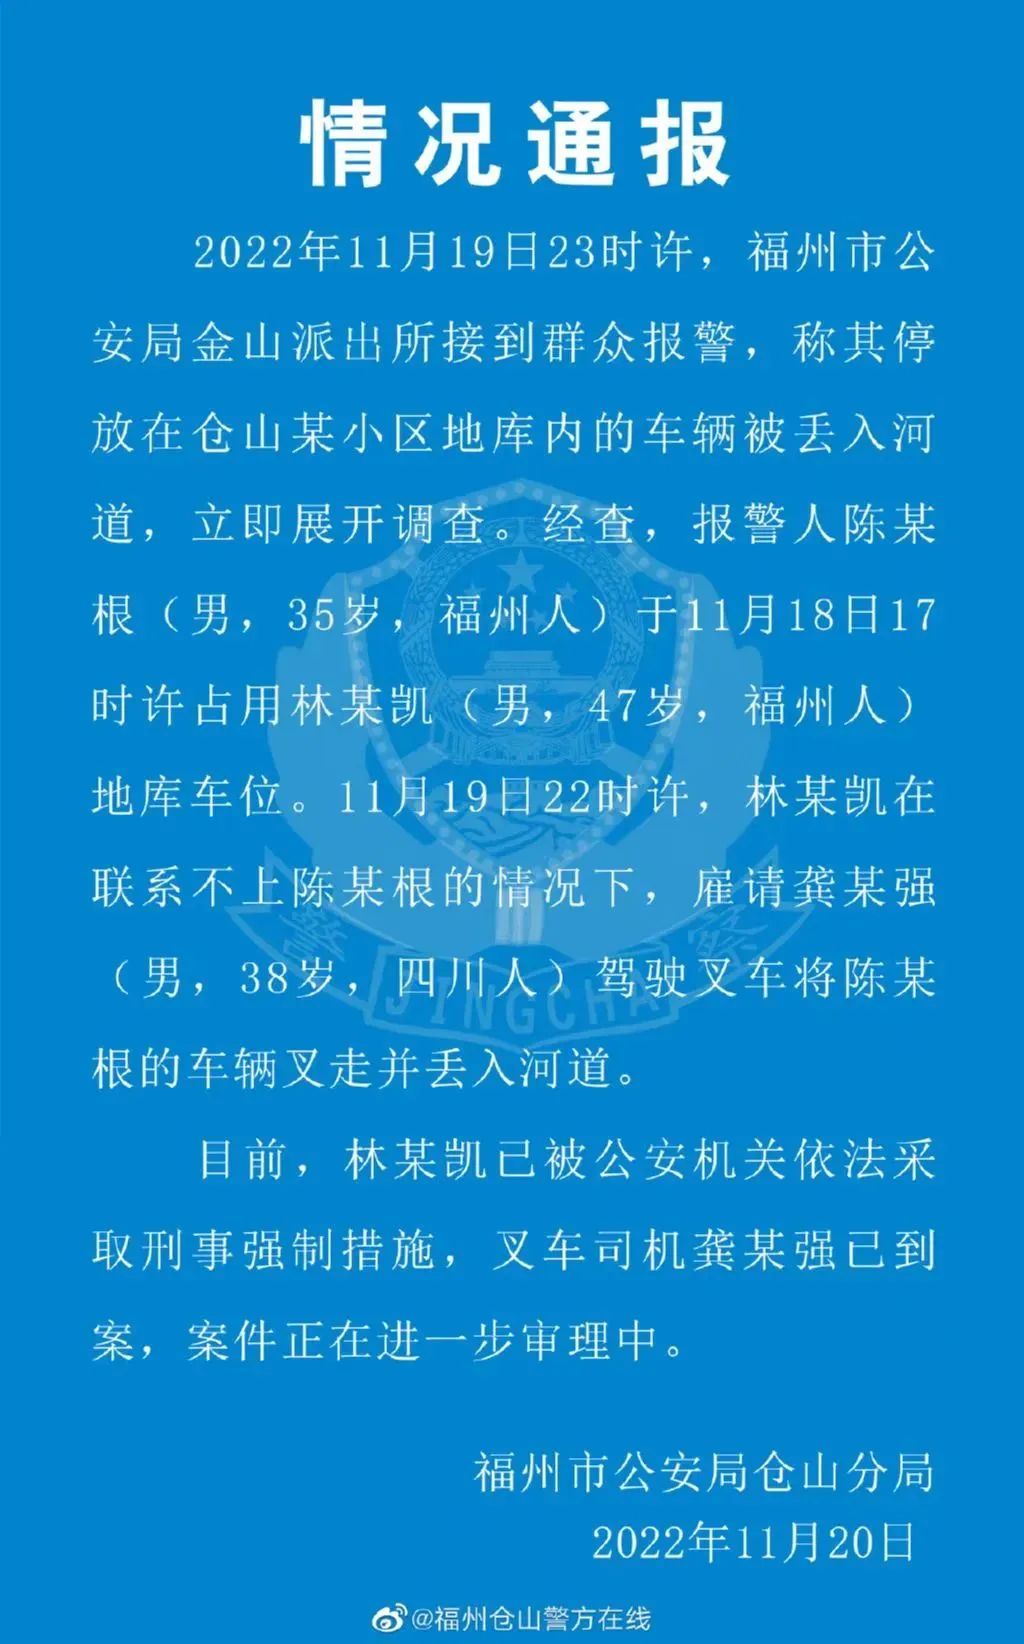 情况通报
2022年11月19日23时许，福州市公
安局金山派出所接到群众报警，称其停
放在仓山某小区地库内的车辆被丢入河
道，立即展开调查。经查，报警人陈某
根（男，35岁，福州人）于11月18日17
时许占用林某凯（男，47岁，福州人）
地库车位。11月19日22时许，林某凯在
联系不上陈某根的情况下，雇请龚某强
（男，38岁，四川人）驾驶叉车将陈某
根的车辆叉走并丢入河道。
目前，林某凯已被公安机关依法采
取刑事强制措施，叉车司机龚某强已到
案，案件正在进一步审理中。
福州市公安局仓山分局
2022年11月20日
警察
JINGCHA
@福州仓山警方在线